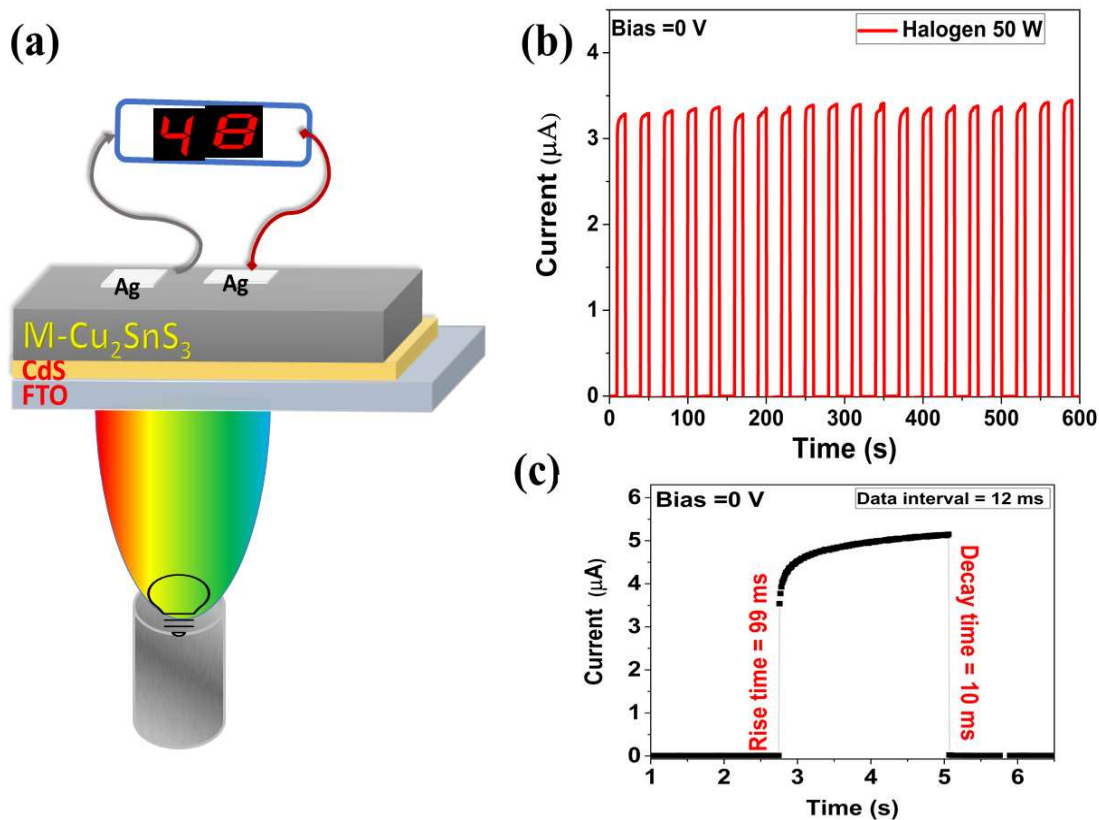 (a)
48
Ag
Ag
M-Cu₂SnS₃
CdS
FTO
(b)
Bias =0 V
Halogen 50 W
Current (μA)
4
3
2
1
0
0 100 200 300 400 500 600
Time (s)
(c)
Bias =0 V
Data interval = 12 ms
Current (μA)
6
5
4
3
2
1
0
Rise time = 99 ms
Decay time = 10 ms
1 2 3 4 5 6
Time (s)